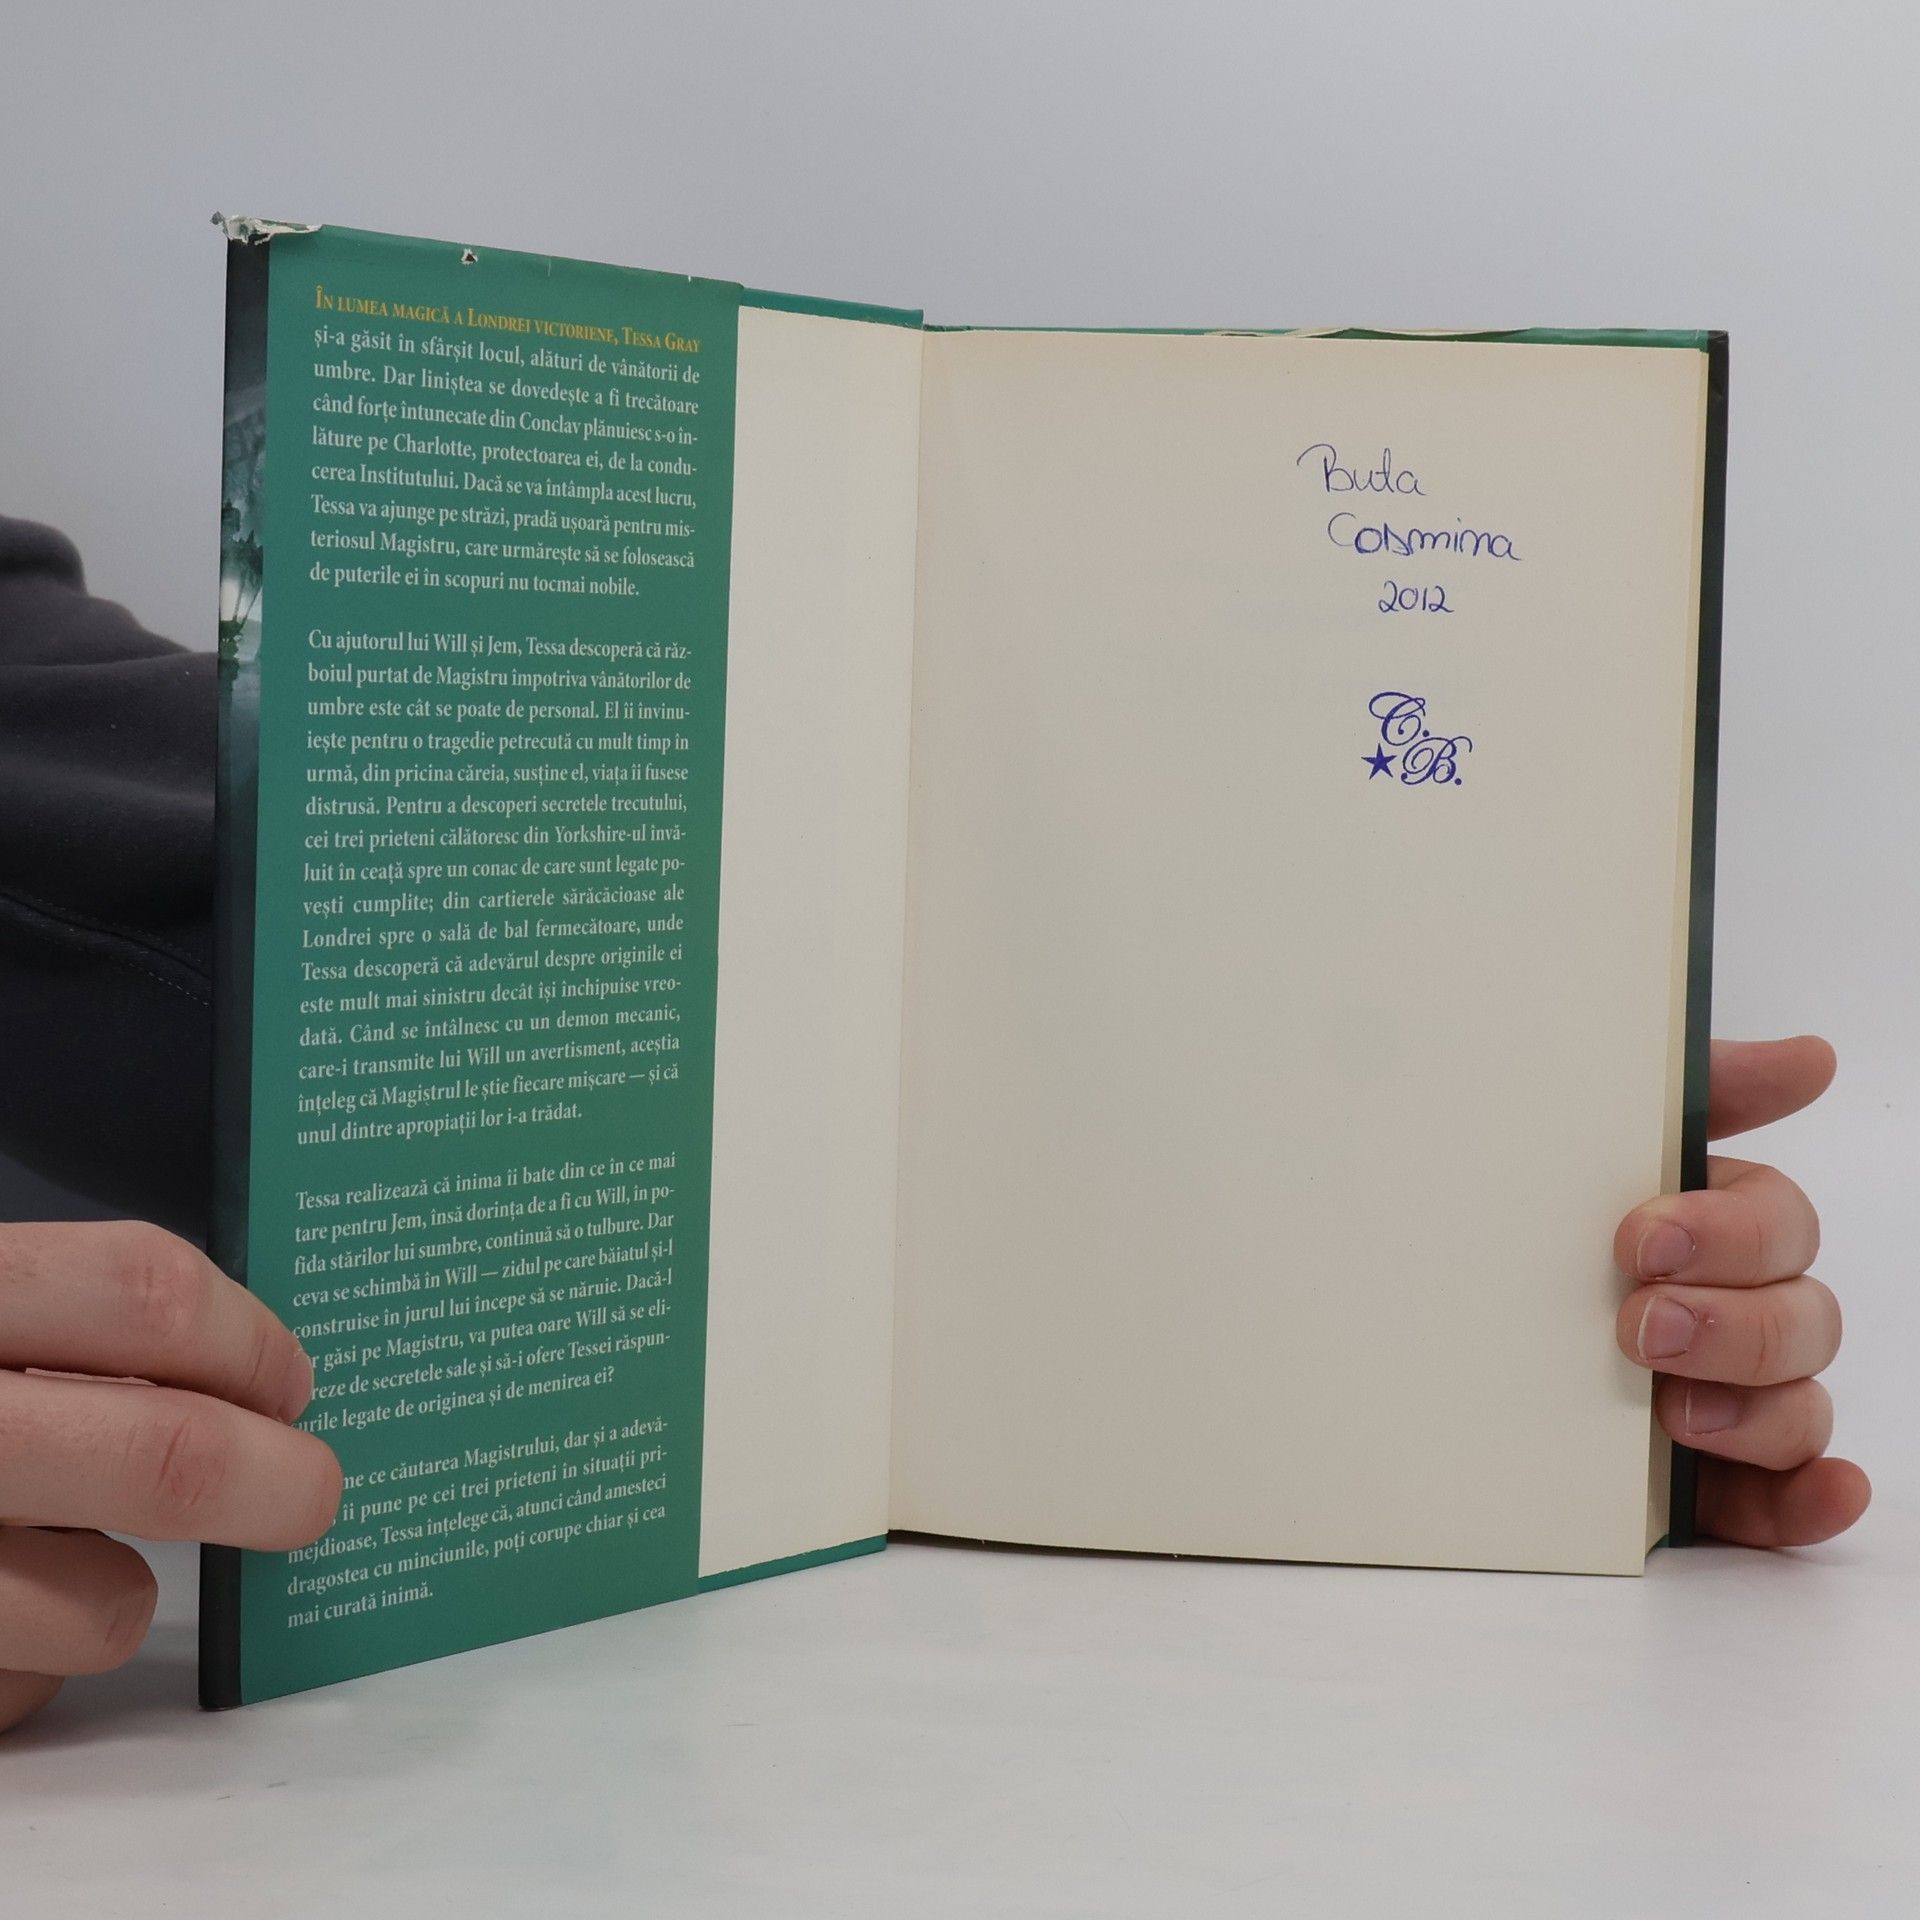 ÎN LUMEA MAGICĂ A LONDREI VICTORIENE, TESSA GRAY
și-a găsit în sfârșit locul, alături de vânătorii de
umbre. Dar liniștea se dovedește a fi trecătoare
când forțe întunecate din Conclav plănuiesc s-o în-
lăture pe Charlotte, protectoarea ei, de la condu-
cerea Institutului. Dacă se va întâmpla acest lucru,
Tessa va ajunge pe străzi, pradă ușoară pentru mis-
teriosul Magistru, care urmărește să se folosească
de puterile ei în scopuri nu tocmai nobile.
Cu ajutorul lui Will și Jem, Tessa descoperă că răz-
boiul purtat de Magistru împotriva vânătorilor de
umbre este cât se poate de personal. El îi învinu-
iește pentru o tragedie petrecută cu mult timp în
urmă, din pricina căreia, susține el, viața îi fusese
distrusă. Pentru a descoperi secretele trecutului,
cei trei prieteni călătoresc din Yorkshire-ul învă-
luit în ceață spre un conac de care sunt legate po-
vești cumplite; din cartierele sărăcăcioase ale
Londrei spre o sală de bal fermecătoare, unde
Tessa descoperă că adevărul despre originile ei
este mult mai sinistru decât își închipuise vreo-
dată. Când se întâlnesc cu un demon mecanic,
care-i transmite lui Will un avertisment, aceștia
înțeleg că Magistrul le știe fiecare mișcare — și că
unul dintre apropiații lor i-a trădat.
Tessa realizează că inima îi bate din ce în ce mai
tare pentru Jem, însă dorința de a fi cu Will, în po-
fida stărilor lui sumbre, continuă să o tulbure. Dar
ceva se schimbă în Will — zidul pe care băiatul și-l
construise în jurul lui începe să se năruie. Dacă-l
r găsi pe Magistru, va putea oare Will să se eli-
reze de secretele sale și să-i ofere Tessei răspun-
urile legate de originea și de menirea ei?
me ce căutarea Magistrului, dar și a adevă-
îi pune pe cei trei prieteni în situații pri-
mejdioase, Tessa înțelege că, atunci când amesteci
dragostea cu minciunile, poți corupe chiar și cea
mai curată inimă.
Buta
Cosmina
2012
C.
B.